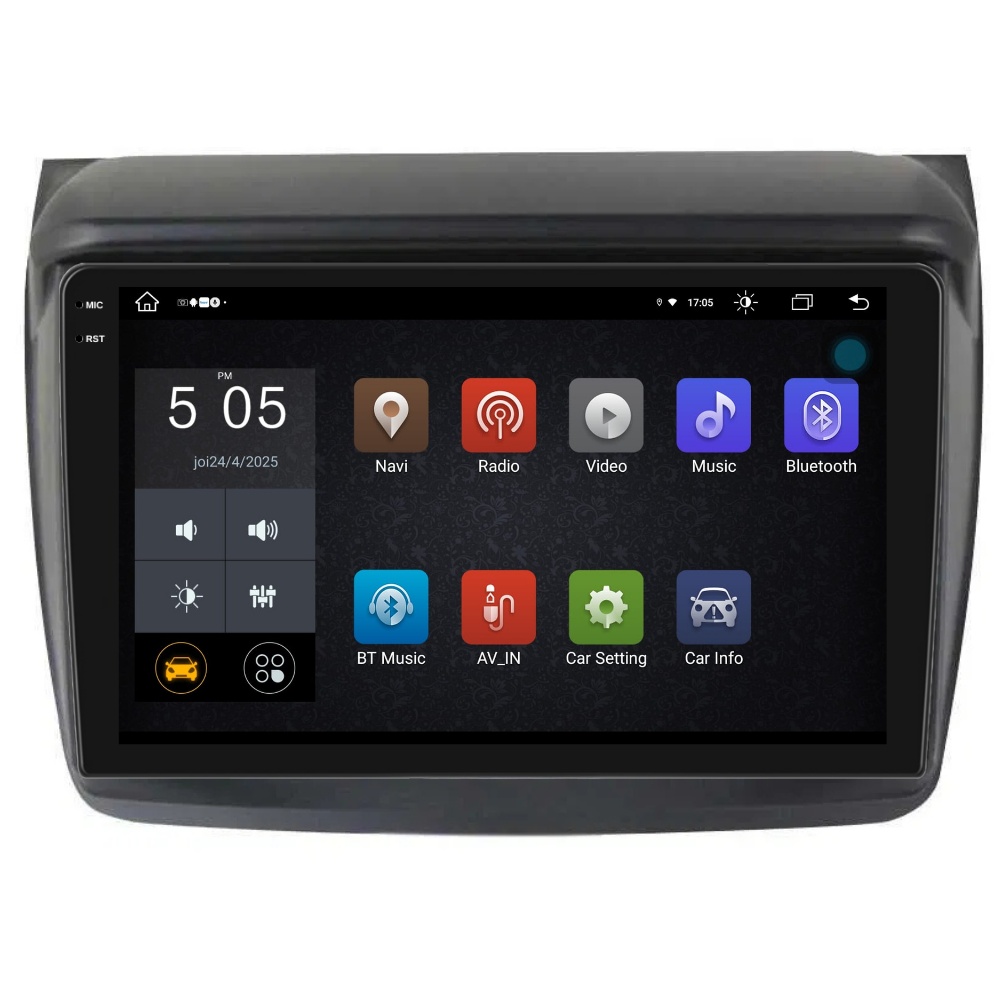 MIC
RST
17:05
PM
5 05
joi24/4/2025
Navi
Radio
Video
Music
Bluetooth
BT Music
AV_IN
Car Setting
Car Info